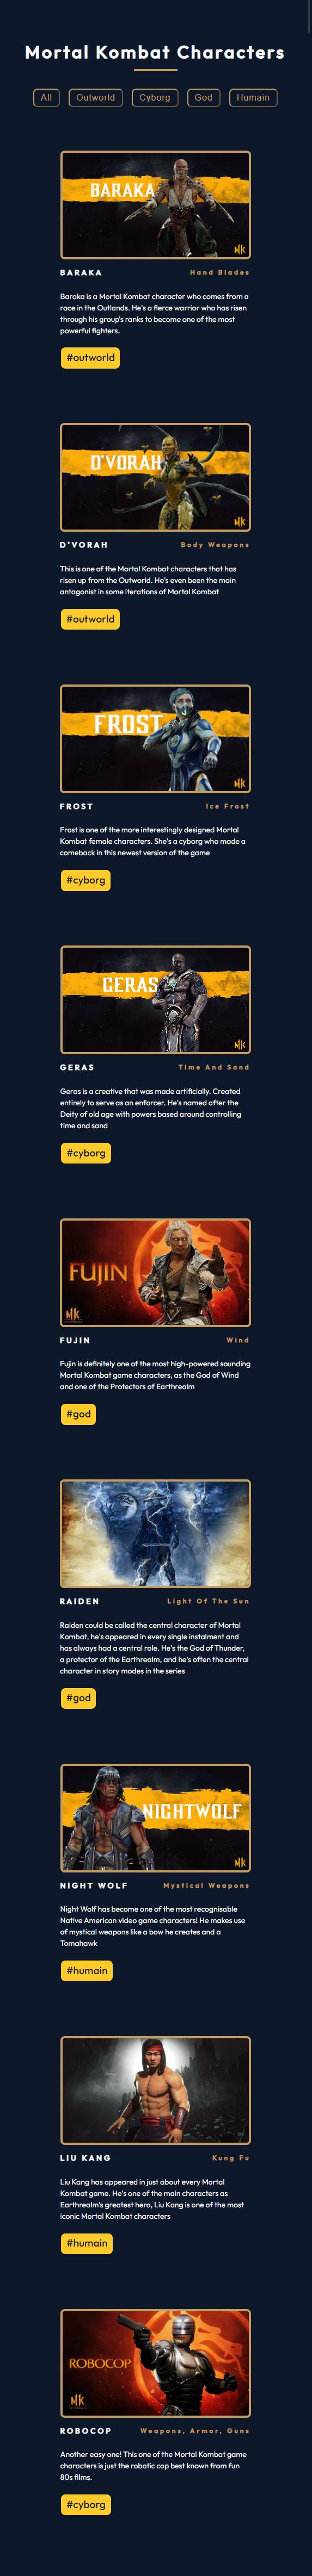 Mortal Kombat Characters
All Outworld Cyborg God Humain
BARAKA
MK
BARAKA Hand Blades
Baraka is a Mortal Kombat character who comes from a
race in the Outlands. He's a fierce warrior who has risen
through his group's ranks to become one of the most
powerful fighters.
#outworld
D'VORAH
MK
D'VORAH Body Weapons
This is one of the Mortal Kombat characters that has
risen up from the Outworld. He's even been the main
antagonist in some iterations of Mortal Kombat
#outworld
FROST
MK
FROST Ice Frost
Frost is one of the more interestingly designed Mortal
Kombat female characters. She's a cyborg who made a
comeback in this newest version of the game
#cyborg
GERAS
MK
GERAS Time And Sand
Geras is a creative that was made artificially. Created
entirely to serve as an enforcer. He's named after the
Deity of old age with powers based around controlling
time and sand
#cyborg
FUJIN
MK
FUJIN Wind
Fujin is definitely one of the most high-powered sounding
Mortal Kombat game characters, as the God of Wind
and one of the Protectors of Earthrealm
#god
RAIDEN Light Of The Sun
Raiden could be called the central character of Mortal
Kombat, he's appeared in every single instalment and
has always had a central role. He's the God of Thunder,
a protector of the Earthrealm, and he's often the central
character in story modes in the series
#god
NIGHTWOLF
MK
NIGHT WOLF Mystical Weapons
Night Wolf has become one of the most recognisable
Native American video game characters! He makes use
of mystical weapons like a bow he creates and a
Tomahawk
#humain
LIU KANG Kung Fu
Liu Kang has appeared in just about every Mortal
Kombat game. He's one of the main characters as
Earthrealm's greatest hero, Liu Kang is one of the most
iconic Mortal Kombat characters
#humain
ROBOCOP
MK
ROBOCOP Weapons, Armor, Guns
Another easy one! This one of the Mortal Kombat game
characters is just the robotic cop best known from fun
80s films.
#cyborg